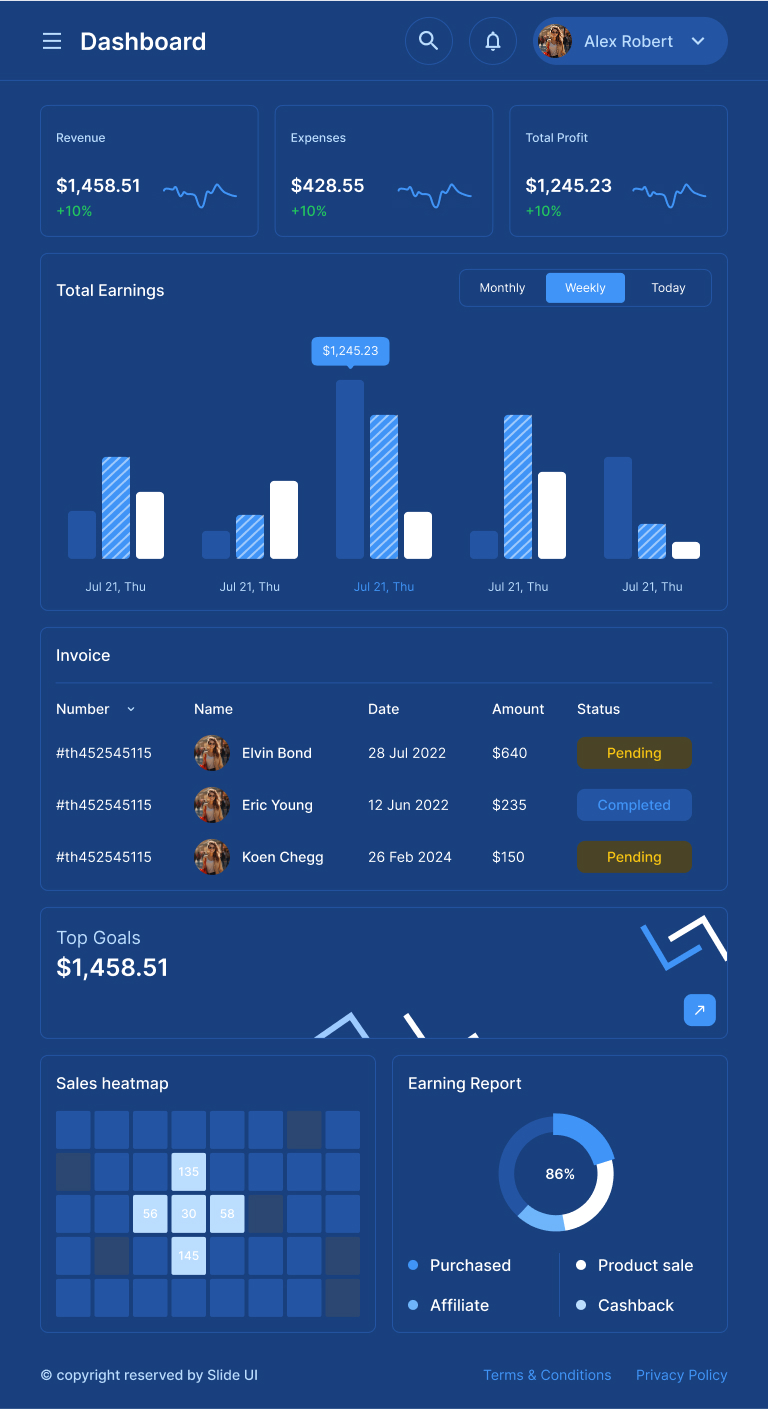 Dashboard
Alex Robert
Revenue
$1,458.51
+10%
Expenses
$428.55
+10%
Total Profit
$1,245.23
+10%
Total Earnings
Monthly Weekly Today
$1,245.23
Jul 21, Thu Jul 21, Thu Jul 21, Thu Jul 21, Thu Jul 21, Thu
Invoice
Number Name Date Amount Status
#th452545115 Elvin Bond 28 Jul 2022 $640 Pending
#th452545115 Eric Young 12 Jun 2022 $235 Completed
#th452545115 Koen Chegg 26 Feb 2024 $150 Pending
Top Goals
$1,458.51
Sales heatmap
135
56 30 58
145
Earning Report
86%
Purchased Product sale
Affiliate Cashback
© copyright reserved by Slide UI
Terms & Conditions Privacy Policy